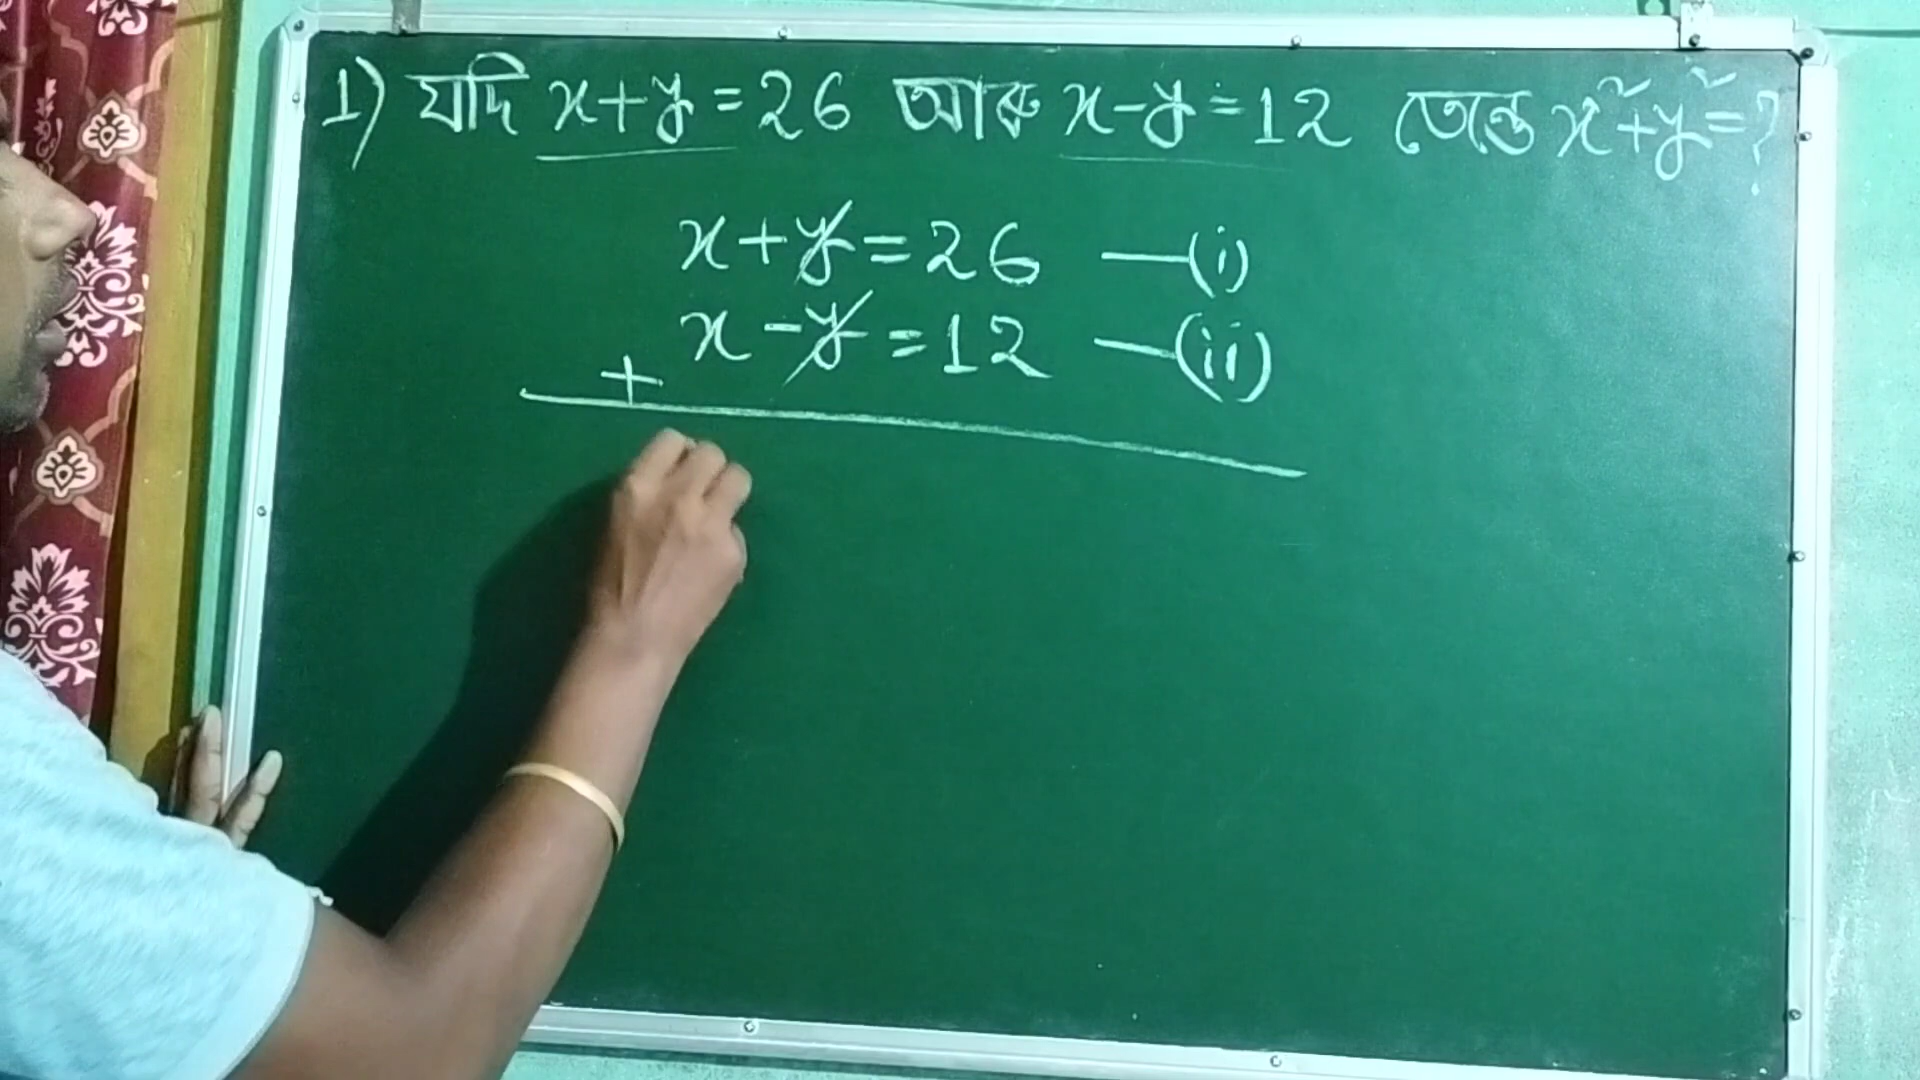 1) যদি x+y=26 আৰু x-y=12 তেন্তে x²+y²=?
x+y=26 —(i)
x-y=12 —(ii)
+